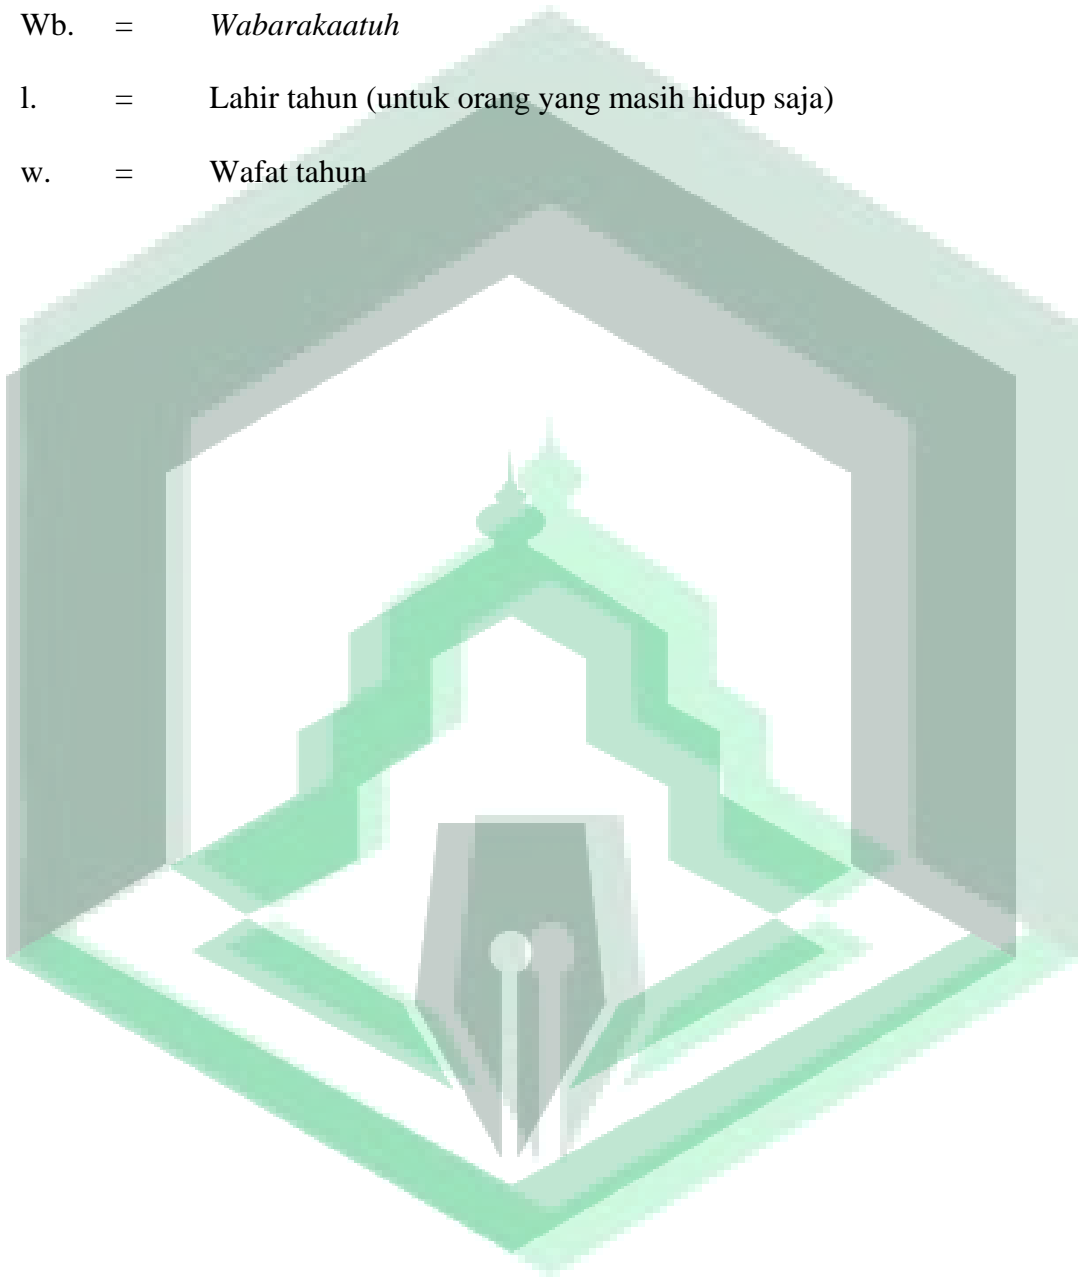 Wb. = Wabarakaatuh
l. = Lahir tahun (untuk orang yang masih hidup saja)
w. = Wafat tahun